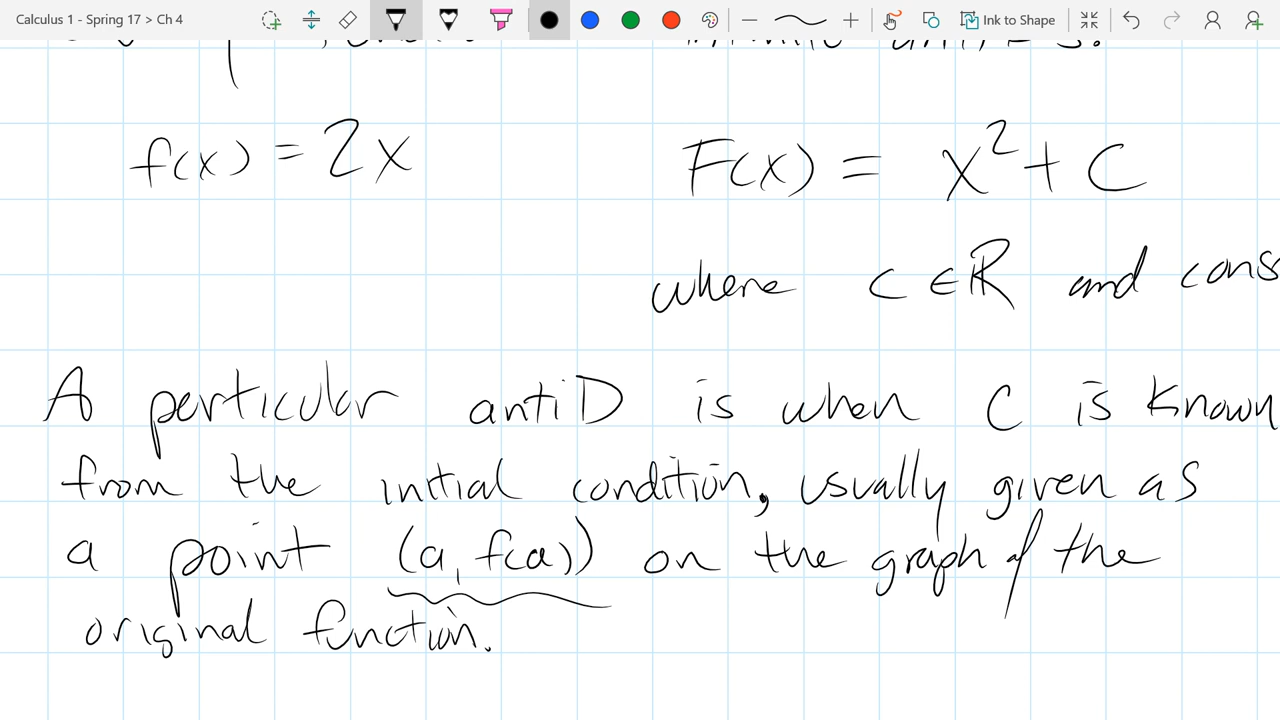 Calculus 1 - Spring 17 > Ch 4
Ink to Shape
f(x) = 2x
F(x) = x² + C
where C ∈ ℝ and cons
A particular antiD is when C is known
from the initial condition, usually given as
a point (a, f(a)) on the graph of the
original function.